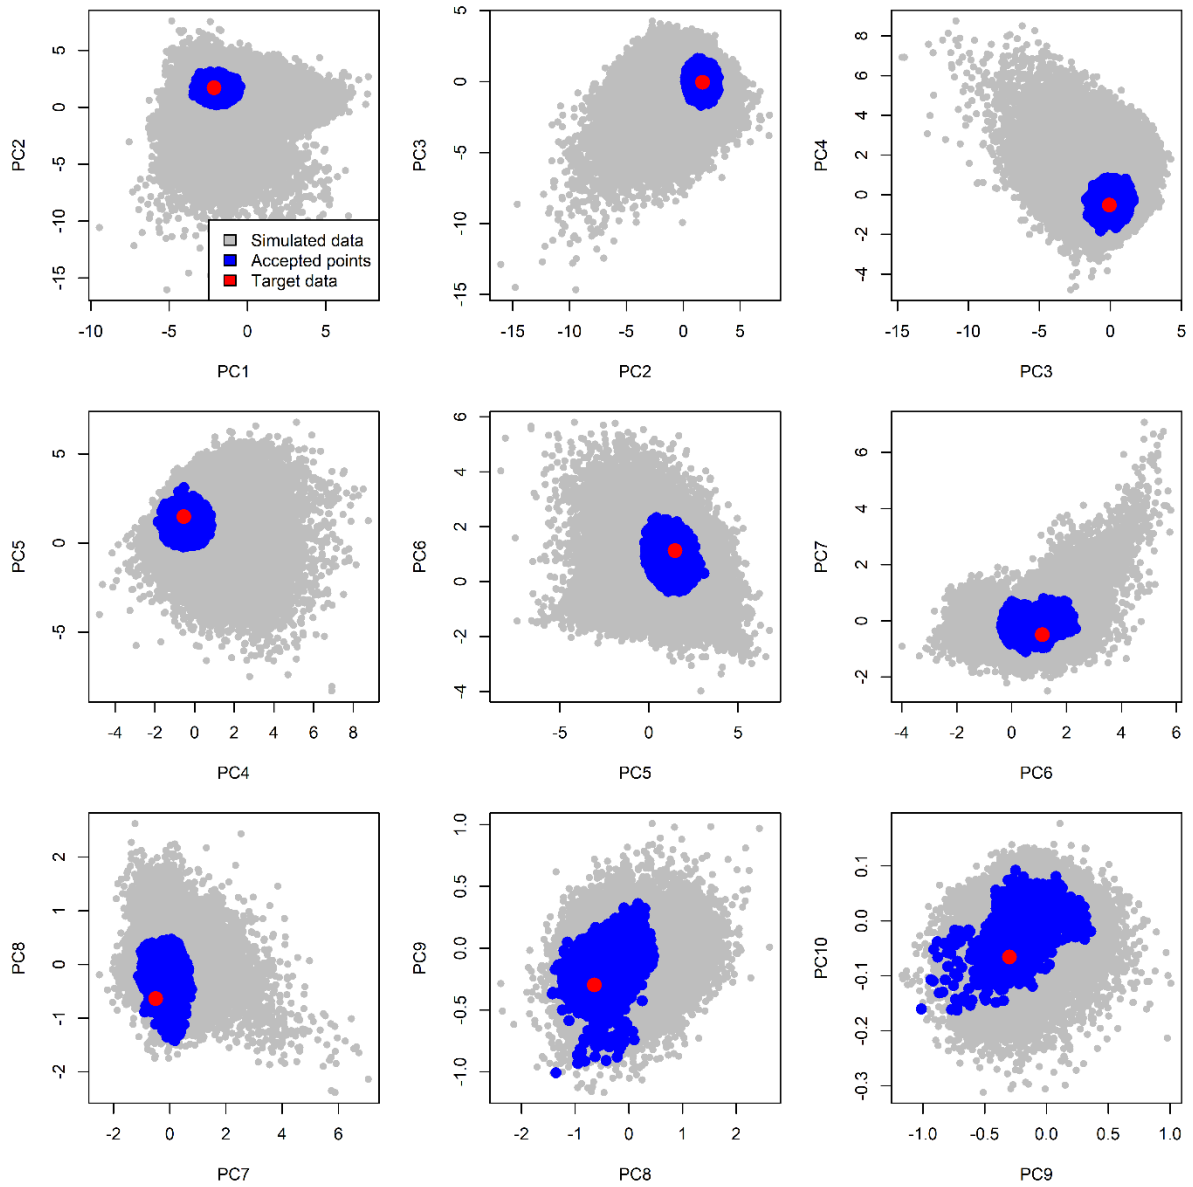 5
0
-5
-10
-15
PC2
-10 -5 0 5
PC1
Simulated data
Accepted points
Target data
5
0
-5
-10
-15
PC3
-15 -10 -5 0 5
PC2
8
6
4
2
0
-2
-4
PC4
-15 -10 -5 0 5
PC3
5
0
-5
PC5
-4 -2 0 2 4 6 8
PC4
6
4
2
0
-2
-4
PC6
-5 0 5
PC5
6
4
2
0
-2
PC7
-4 -2 0 2 4 6
PC6
2
1
0
-1
-2
PC8
-2 0 2 4 6
PC7
1.0
0.5
0.0
-0.5
-1.0
PC9
-2 -1 0 1 2
PC8
0.1
0.0
-0.1
-0.2
-0.3
PC10
-1.0 -0.5 0.0 0.5 1.0
PC9